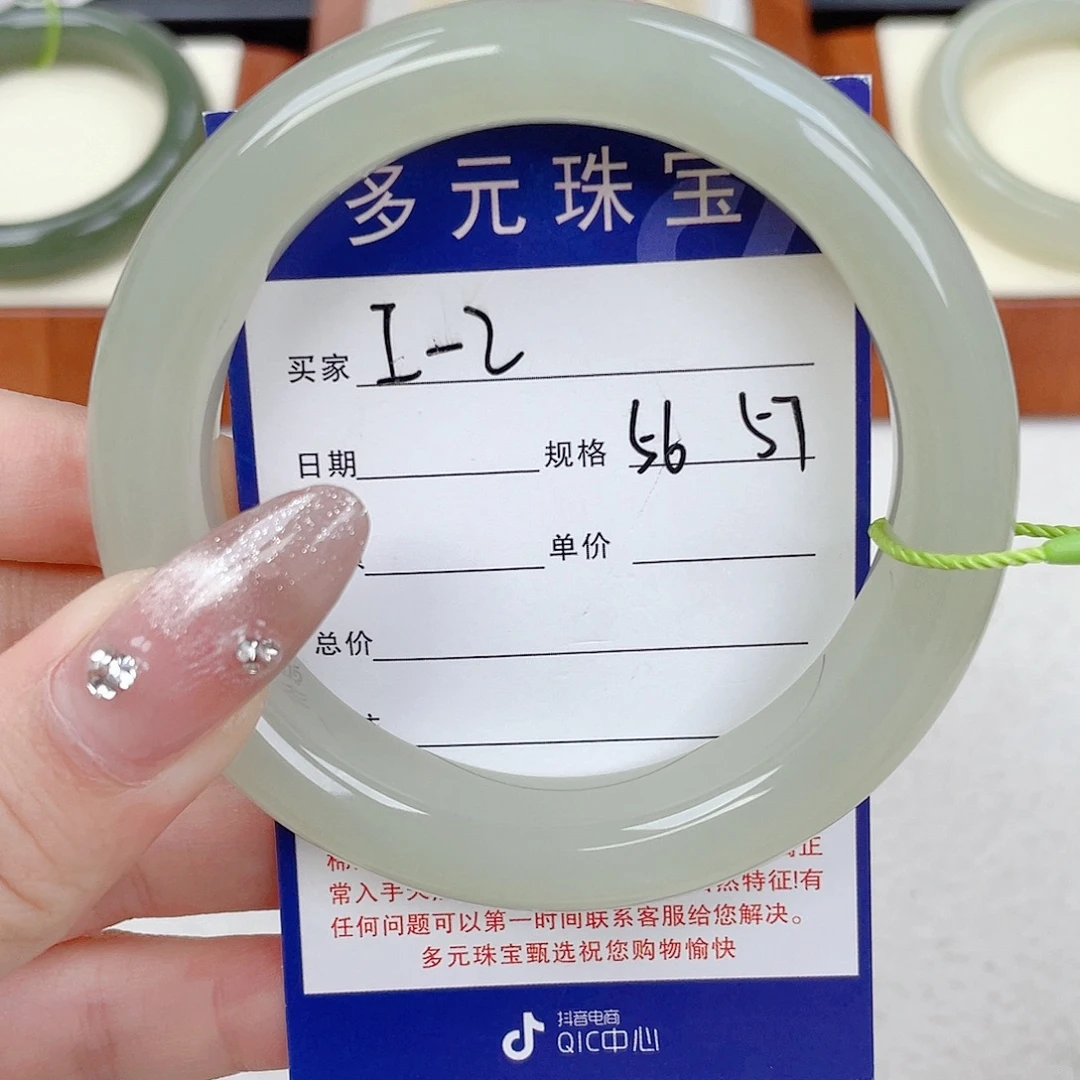 多元珠宝
买家 I-2
日期 规格 56 57
单价
总价
常入手 然特征!有
任何问题可以第一时间联系客服给您解决。
多元珠宝甄选祝您购物愉快
抖音电商
QIC中心